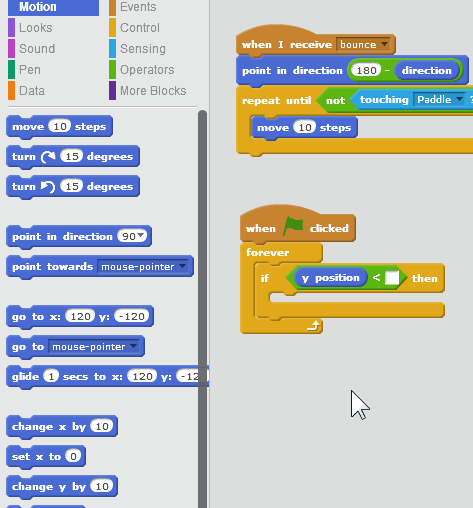 Motion Events
Looks Control
Sound Sensing
Pen Operators
Data More Blocks
move 10 steps
turn 15 degrees
turn 15 degrees
point in direction 90
point towards mouse-pointer
go to x: 120 y: -120
go to mouse-pointer
glide 1 secs to x: 120 y: -12
change x by 10
set x to 0
change y by 10
when I receive bounce
point in direction 180 - direction
repeat until not touching Paddle ?
move 10 steps
when clicked
forever
if y position < then